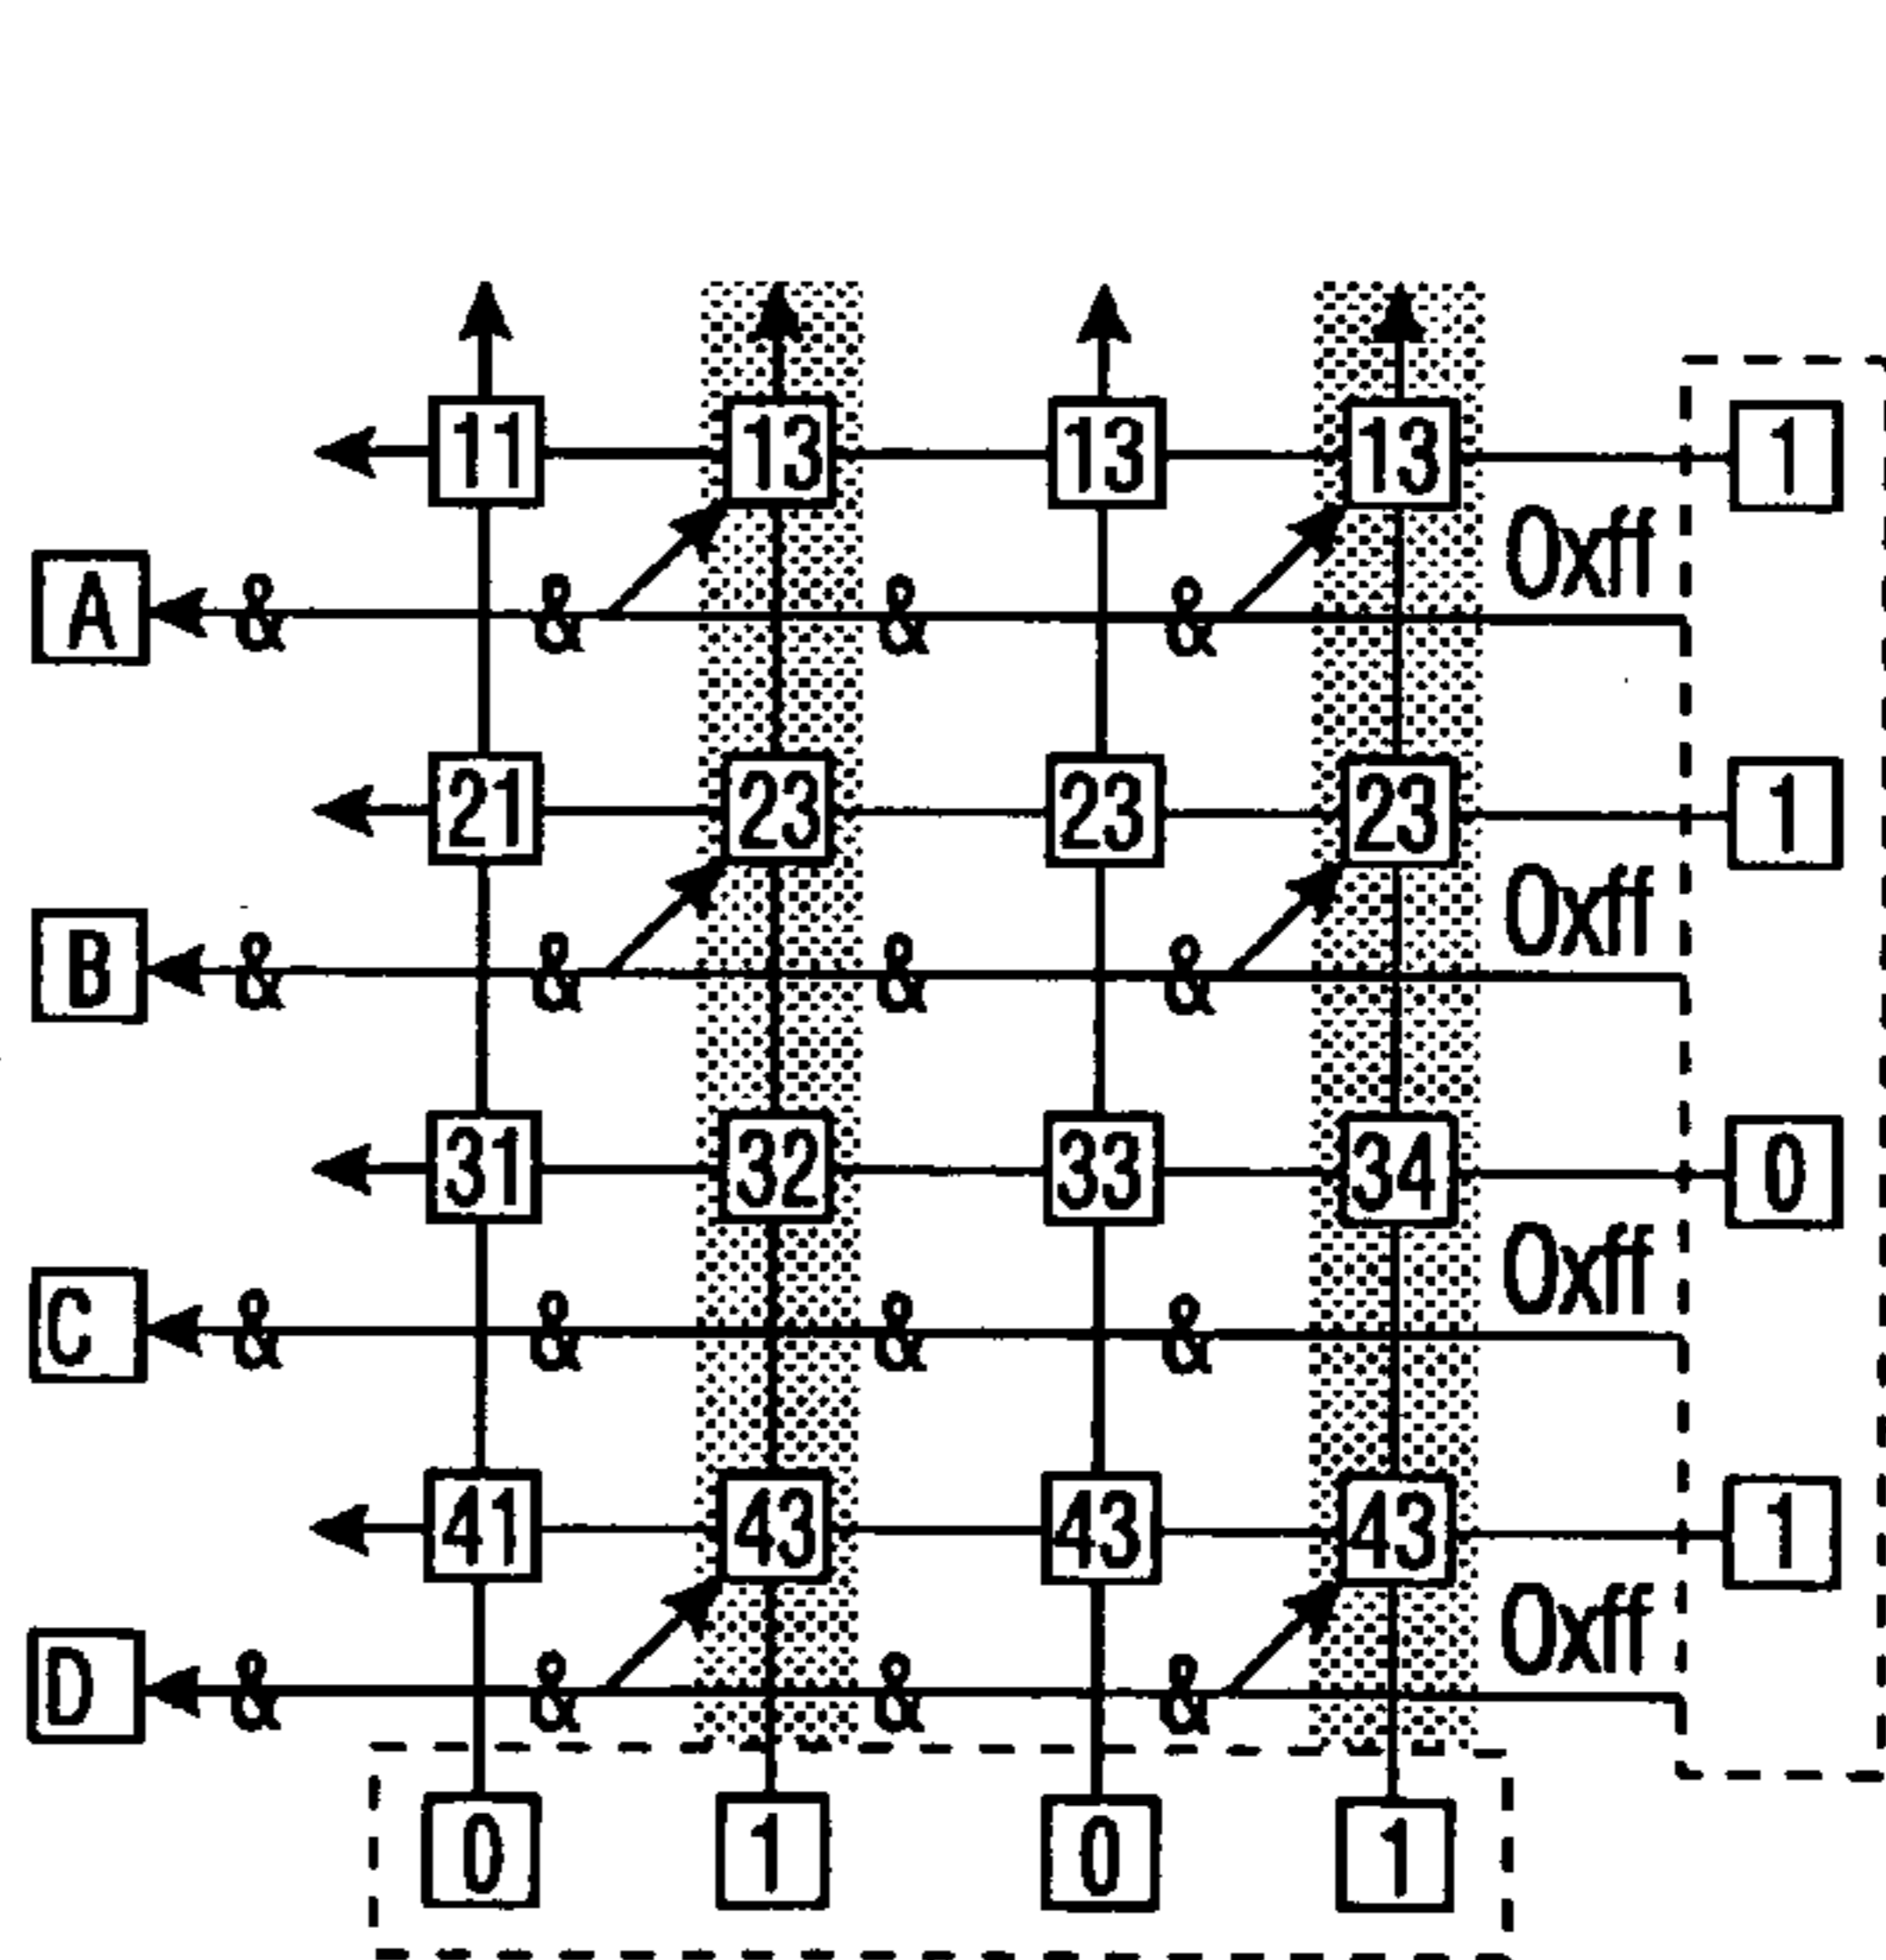 11 13 13 13 1
0xff
A & & & &
21 23 23 23 1
0xff
B & & & &
31 32 33 34 0
0xff
C & & & &
41 43 43 43 1
0xff
D & & & &
0 1 0 1